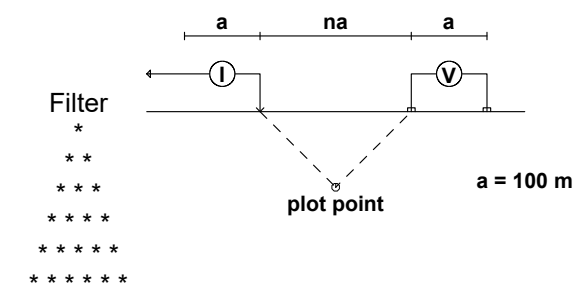 a na a
I V
Filter
*
* *
* * *
* * * *
* * * * *
* * * * * *
a = 100 m
plot point